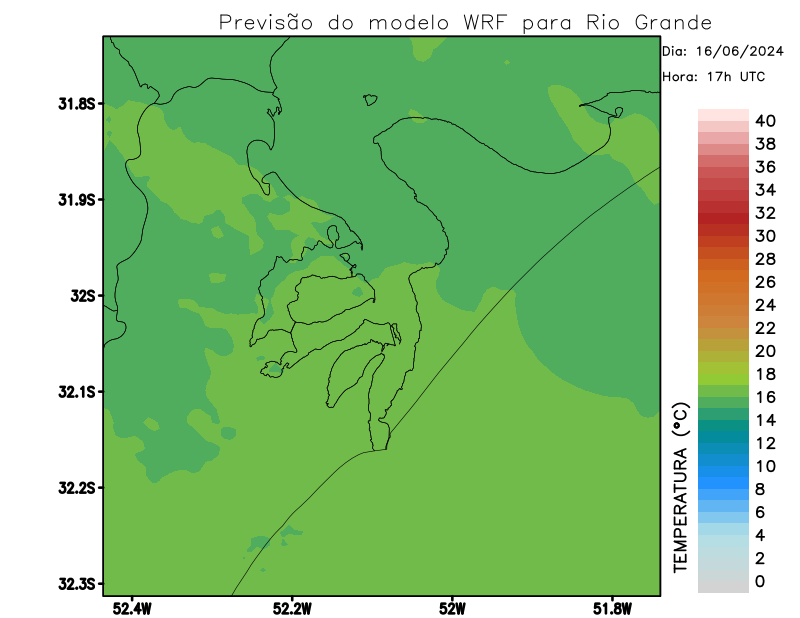 Previsão do modelo WRF para Rio Grande
Dia: 16/06/2024
Hora: 17h UTC
31.8S
31.9S
32S
32.1S
32.2S
32.3S
52.4W
52.2W
52W
51.8W
TEMPERATURA (°C)
40
38
36
34
32
30
28
26
24
22
20
18
16
14
12
10
8
6
4
2
0